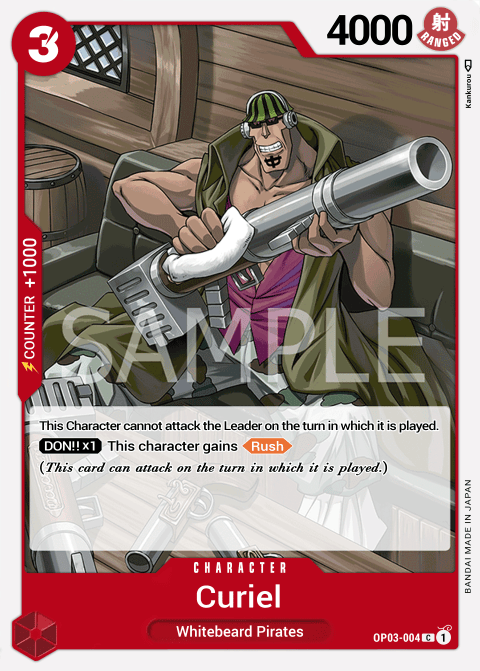 3
4000
射
RANGED
Kankurou
COUNTER +1000
SAMPLE
This Character cannot attack the Leader on the turn in which it is played.
DON!! x1 This character gains Rush
(This card can attack on the turn in which it is played.)
BANDAI MADE IN JAPAN
CHARACTER
Curiel
Whitebeard Pirates
OP03-004 C 1